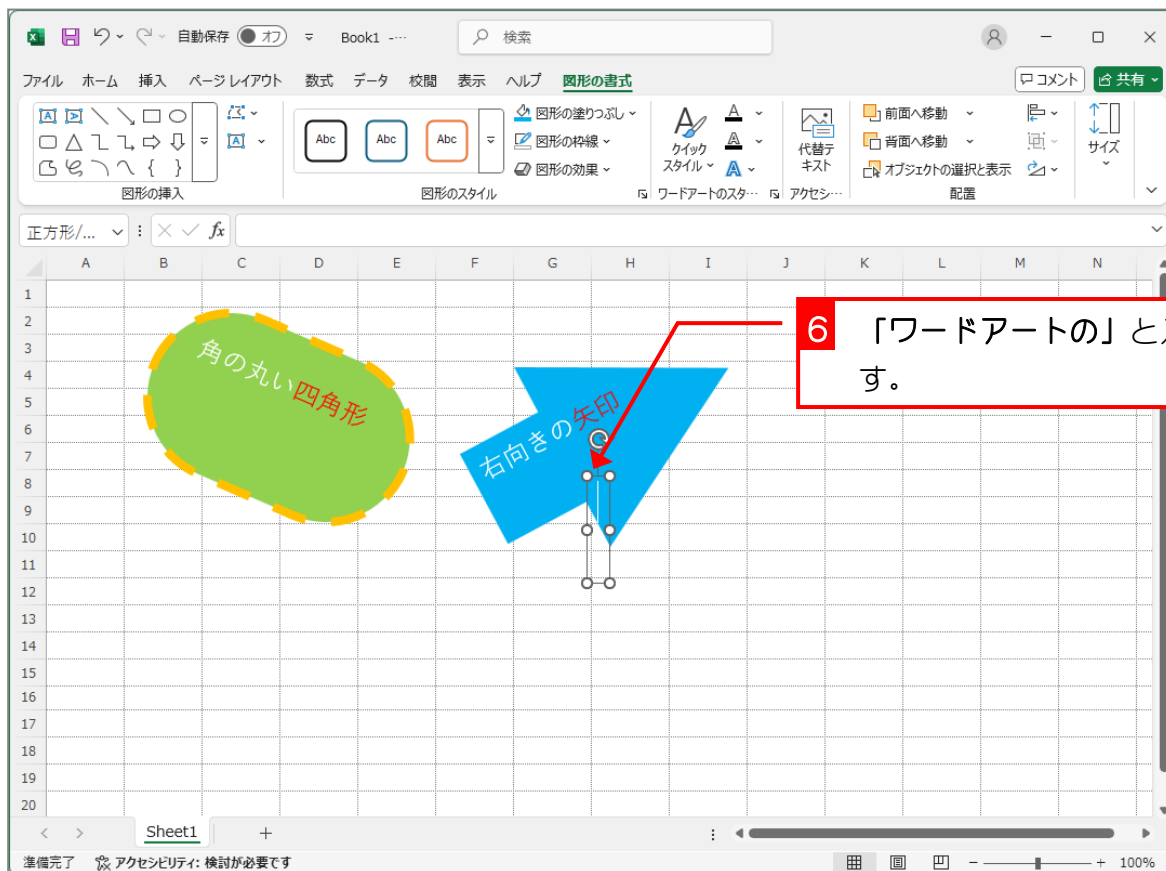 自動保存 オフ Book1 -… 検索
ファイル ホーム 挿入 ページ レイアウト 数式 データ 校閲 表示 ヘルプ 図形の書式 コメント 共有
Abc Abc Abc
図形の塗りつぶし
図形の枠線
図形の効果
クイック
スタイル
代替テ
キスト
前面へ移動
背面へ移動
オブジェクトの選択と表示
サイズ
図形の挿入 図形のスタイル ワードアートのスタ… アクセシ… 配置
正方形/... fx
A B C D E F G H I J K L M N
1
2
3
4
5
6
7
8
9
10
11
12
13
14
15
16
17
18
19
20
角の丸い四角形
右向きの矢印
6 「ワードアートの」と
す。
Sheet1
準備完了 アクセシビリティ: 検討が必要です 100%